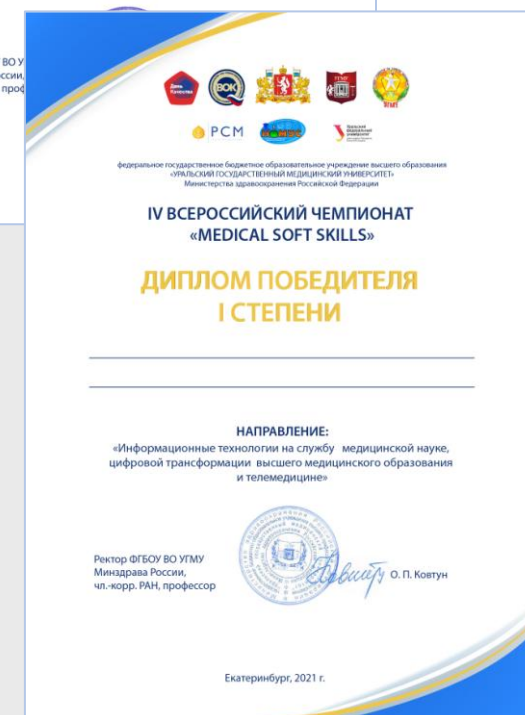 ВО У
ссии,
проф
День
Качества
ВОК
УГМУ
УГМУ
РСМ
федеральное государственное бюджетное образовательное учреждение высшего образования
«УРАЛЬСКИЙ ГОСУДАРСТВЕННЫЙ МЕДИЦИНСКИЙ УНИВЕРСИТЕТ»
Министерства здравоохранения Российской Федерации
IV ВСЕРОССИЙСКИЙ ЧЕМПИОНАТ
«MEDICAL SOFT SKILLS»
ДИПЛОМ ПОБЕДИТЕЛЯ
I СТЕПЕНИ
НАПРАВЛЕНИЕ:
«Информационные технологии на службу медицинской науке,
цифровой трансформации высшего медицинского образования
и телемедицине»
Ректор ФГБОУ ВО УГМУ
Минздрава России,
чл.-корр. РАН, профессор
О. П. Ковтун
Екатеринбург, 2021 г.